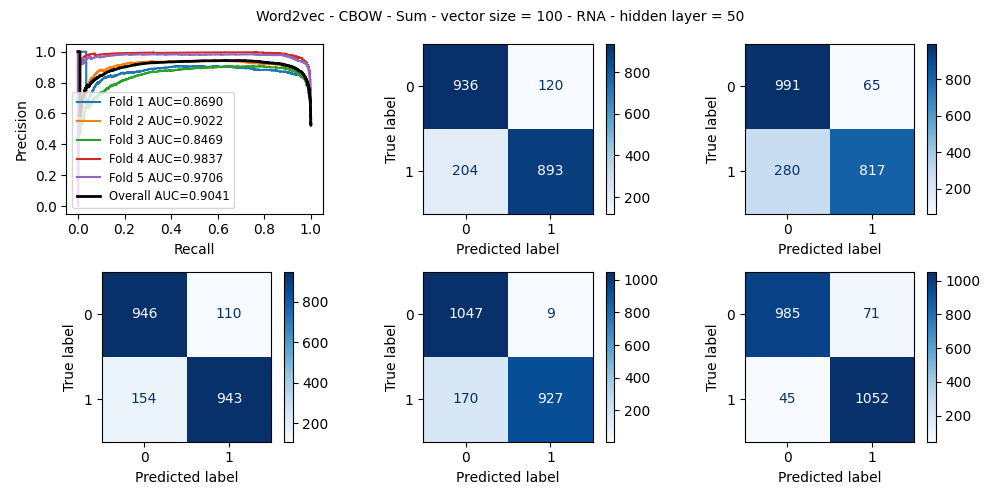 Word2vec - CBOW - Sum - vector size = 100 - RNA - hidden layer = 50
1.0
0.8
0.6
0.4
0.2
0.0
Precision
Fold 1 AUC=0.8690
Fold 2 AUC=0.9022
Fold 3 AUC=0.8469
Fold 4 AUC=0.9837
Fold 5 AUC=0.9706
Overall AUC=0.9041
0.0 0.2 0.4 0.6 0.8 1.0
Recall
True label
0
1
936 120
204 893
0 1
Predicted label
800
600
400
200
True label
0
1
991 65
280 817
0 1
Predicted label
800
600
400
200
True label
0
1
946 110
154 943
0 1
Predicted label
800
600
400
200
True label
0
1
1047 9
170 927
0 1
Predicted label
1000
800
600
400
200
True label
0
1
985 71
45 1052
0 1
Predicted label
1000
800
600
400
200